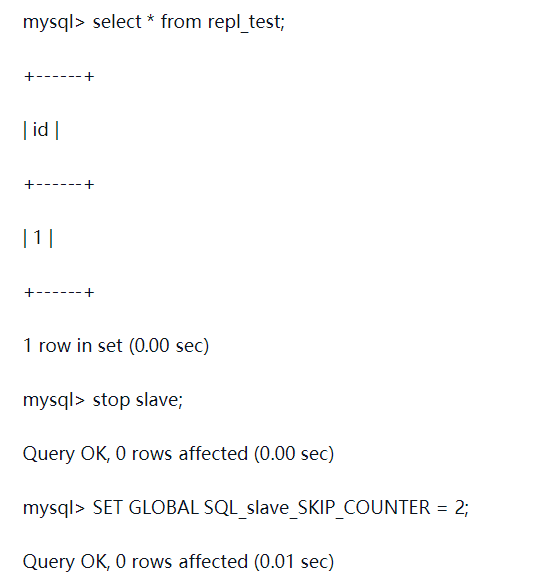 mysql> select * from repl_test;
+------+
| id |
+------+
| 1 |
+------+
1 row in set (0.00 sec)
mysql> stop slave;
Query OK, 0 rows affected (0.00 sec)
mysql> SET GLOBAL SQL_slave_SKIP_COUNTER = 2;
Query OK, 0 rows affected (0.01 sec)